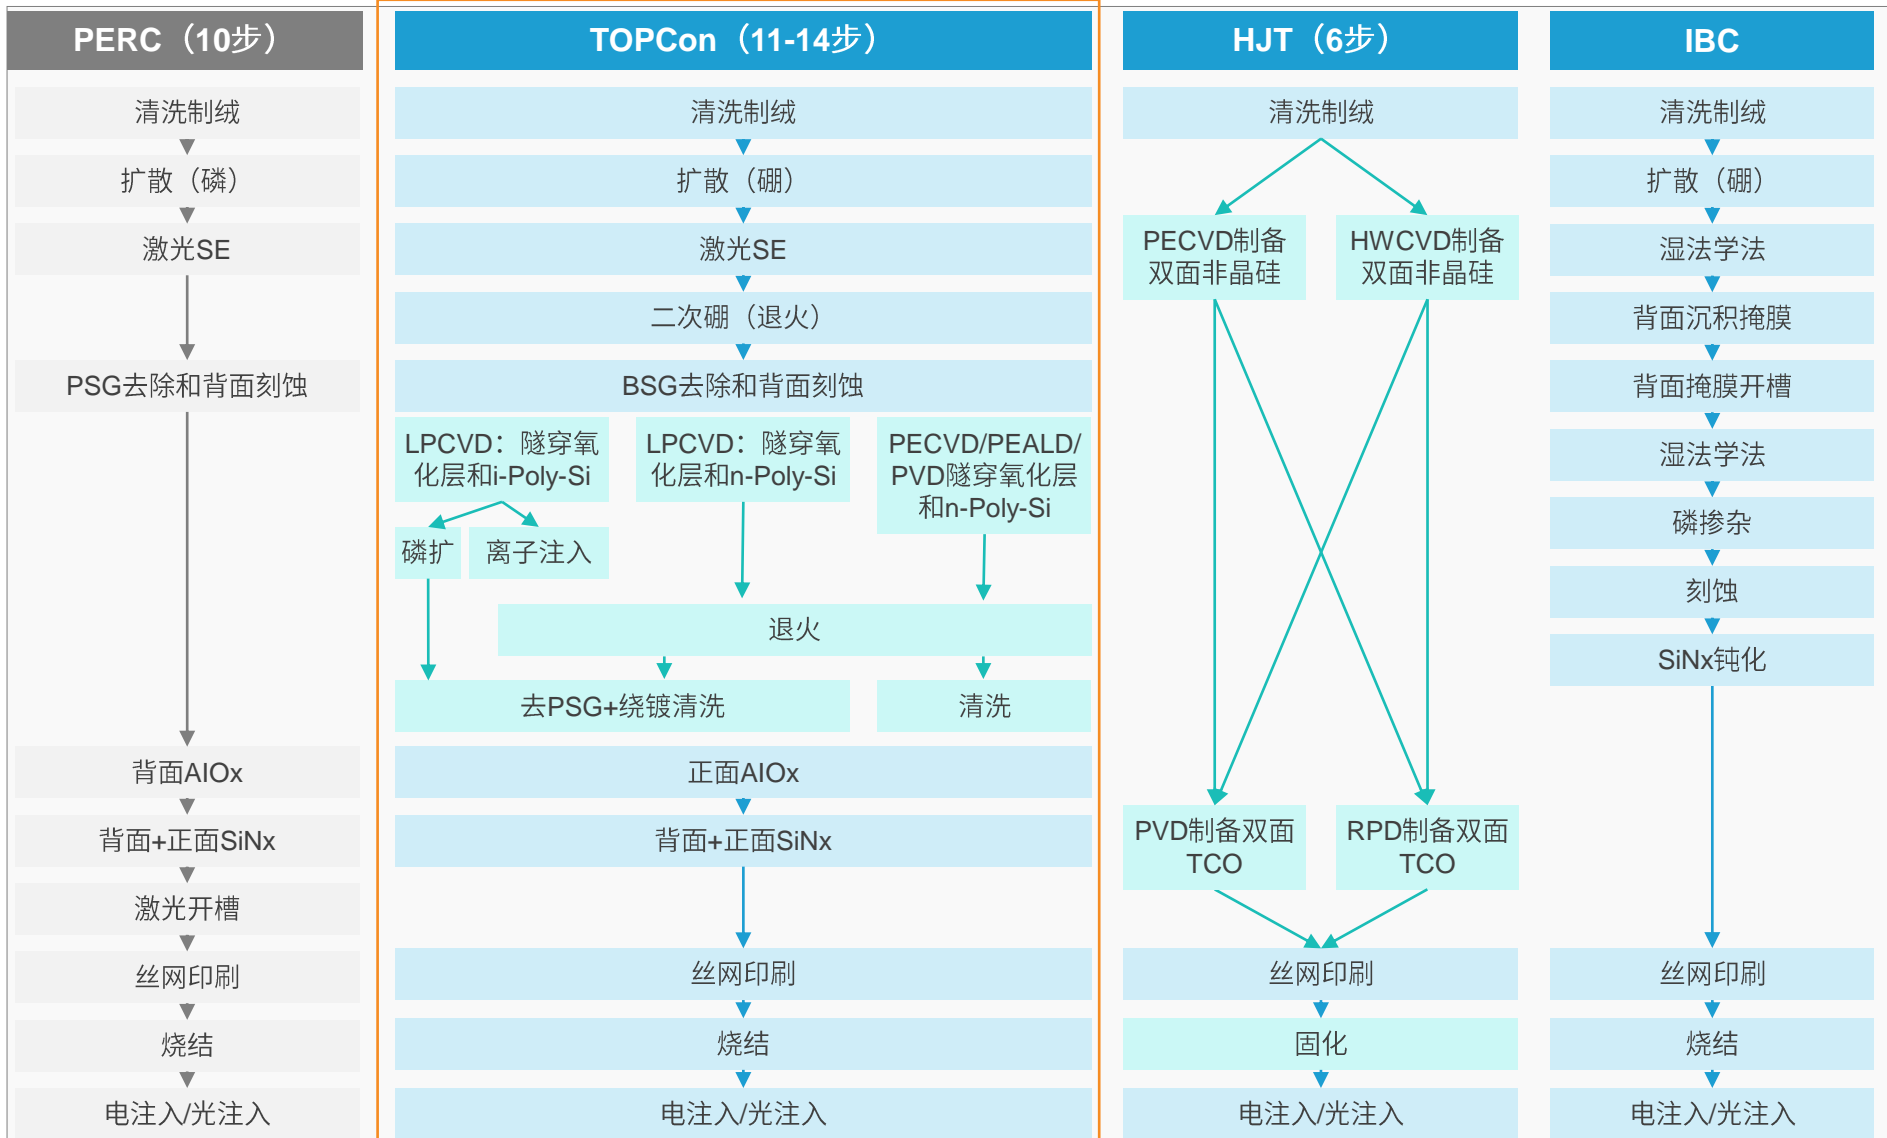 PERC（10步）
清洗制绒
扩散（磷）
激光SE
PSG去除和背面刻蚀
背面AIOx
背面+正面SiNx
激光开槽
丝网印刷
烧结
电注入/光注入
TOPCon（11-14步）
清洗制绒
扩散（硼）
激光SE
二次硼（退火）
BSG去除和背面刻蚀
LPCVD：隧穿氧
化层和i-Poly-Si
LPCVD：隧穿氧
化层和n-Poly-Si
PECVD/PEALD/
PVD隧穿氧化层
和n-Poly-Si
磷扩
离子注入
退火
去PSG+绕镀清洗
清洗
正面AIOx
背面+正面SiNx
丝网印刷
烧结
电注入/光注入
HJT（6步）
清洗制绒
PECVD制备
双面非晶硅
HWCVD制备
双面非晶硅
PVD制备双面
TCO
RPD制备双面
TCO
丝网印刷
固化
电注入/光注入
IBC
清洗制绒
扩散（硼）
湿法学法
背面沉积掩膜
背面掩膜开槽
湿法学法
磷掺杂
刻蚀
SiNx钝化
丝网印刷
烧结
电注入/光注入